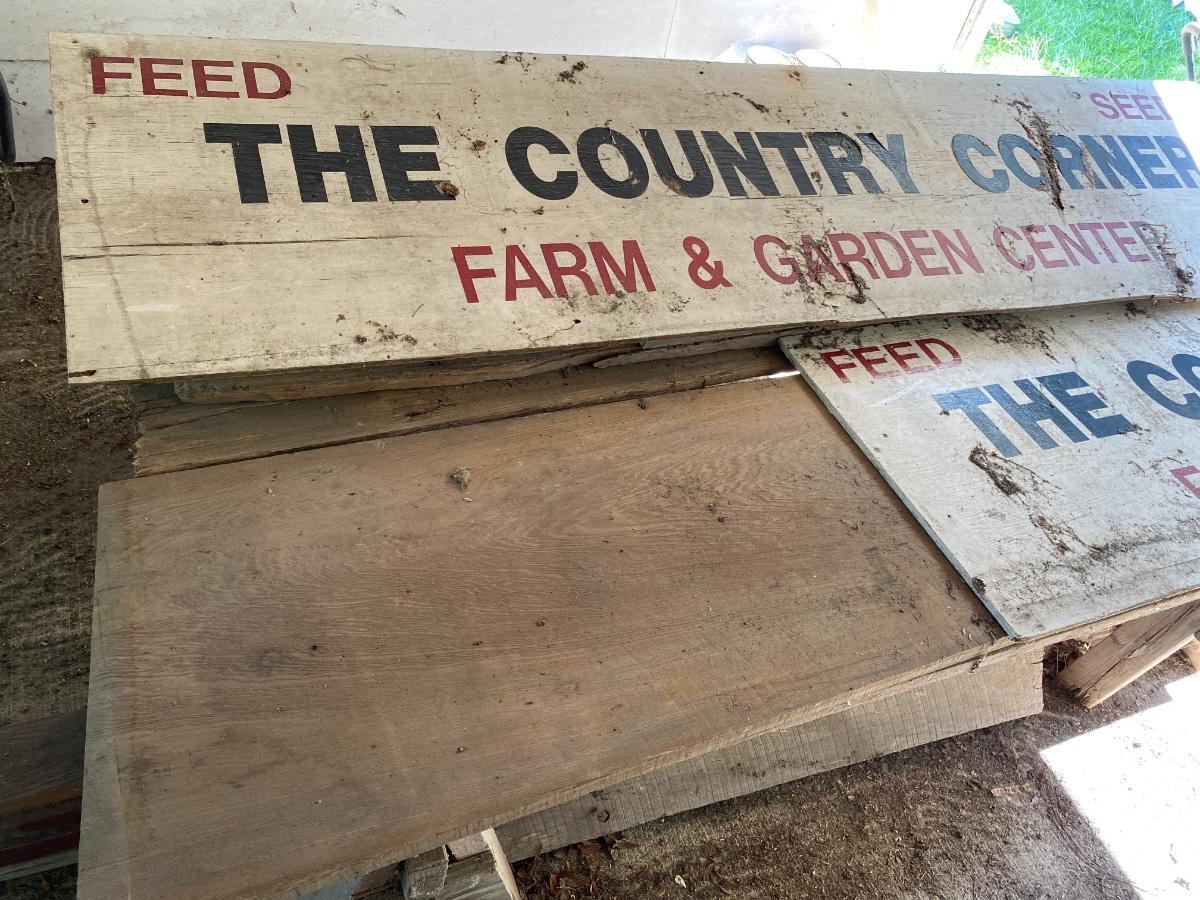 FEED SEED
THE COUNTRY CORNER
FARM & GARDEN CENTER
FEED
THE